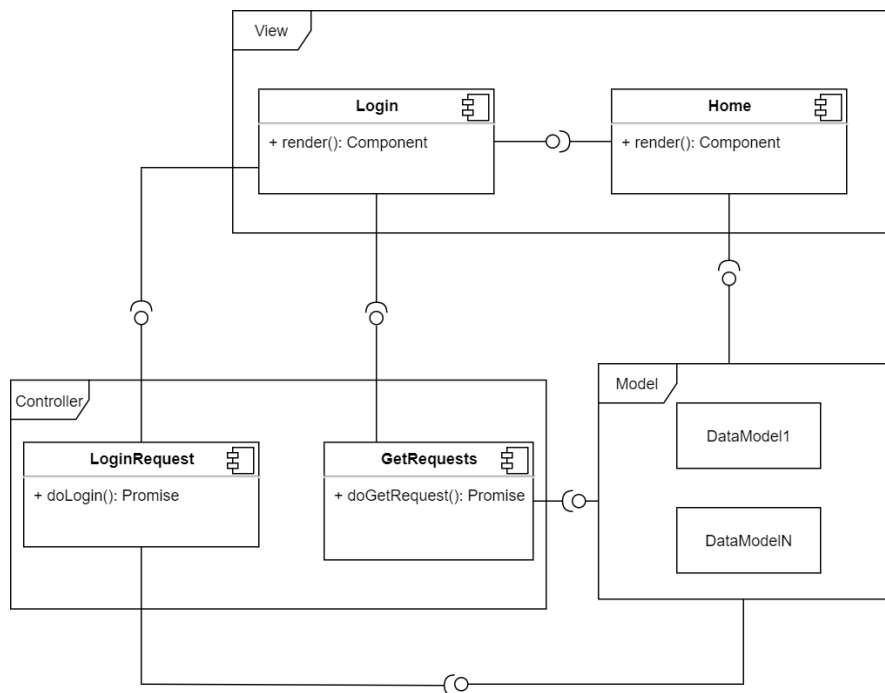 View
Login
+ render(): Component
Home
+ render(): Component
Controller
LoginRequest
+ doLogin(): Promise
GetRequests
+ doGetRequest(): Promise
Model
DataModel1
DataModelN